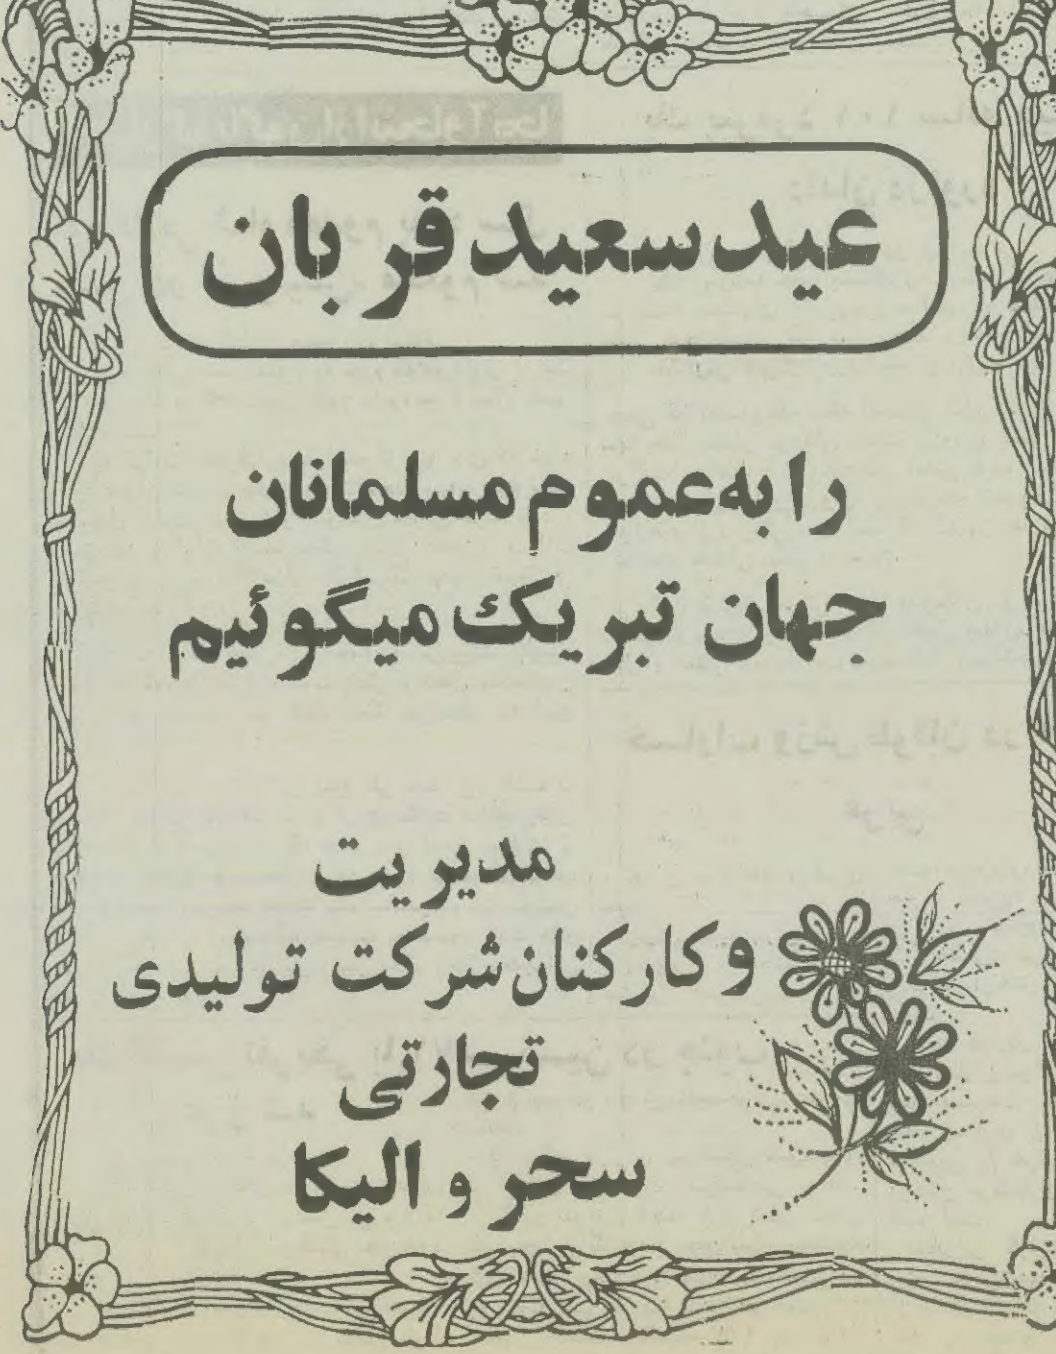 عید سعید قربان
را به عموم مسلمانان
جهان تبریک میگوئیم
مدیریت
و کارکنان شرکت تولیدی
تجارتی
سحر و الیکا